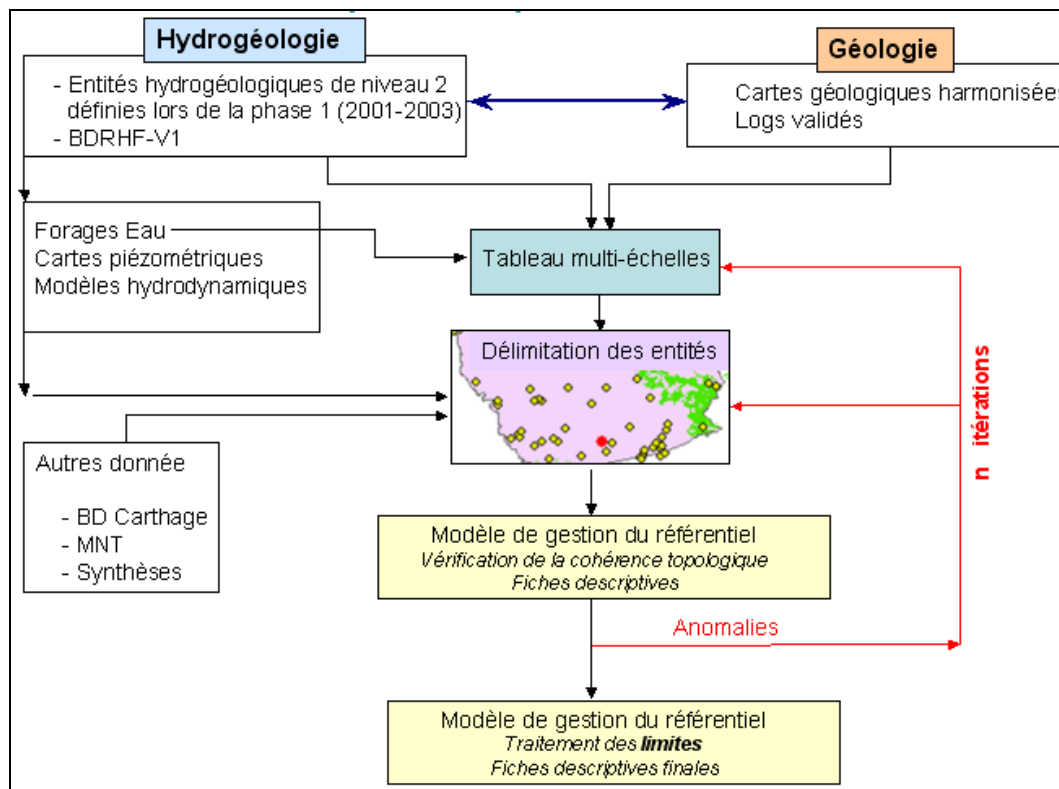 Hydrogéologie
- Entités hydrogéologiques de niveau 2
définies lors de la phase 1 (2001-2003)
- BDRHF-V1
Géologie
Cartes géologiques harmonisées
Logs validés
Forages Eau
Cartes piézométriques
Modèles hydrodynamiques
Tableau multi-échelles
Délimitation des entités
n itérations
Autres donnée
- BD Carthage
- MNT
- Synthèses
Modèle de gestion du référentiel
Vérification de la cohérence topologique
Fiches descriptives
Anomalies
Modèle de gestion du référentiel
Traitement des limites
Fiches descriptives finales